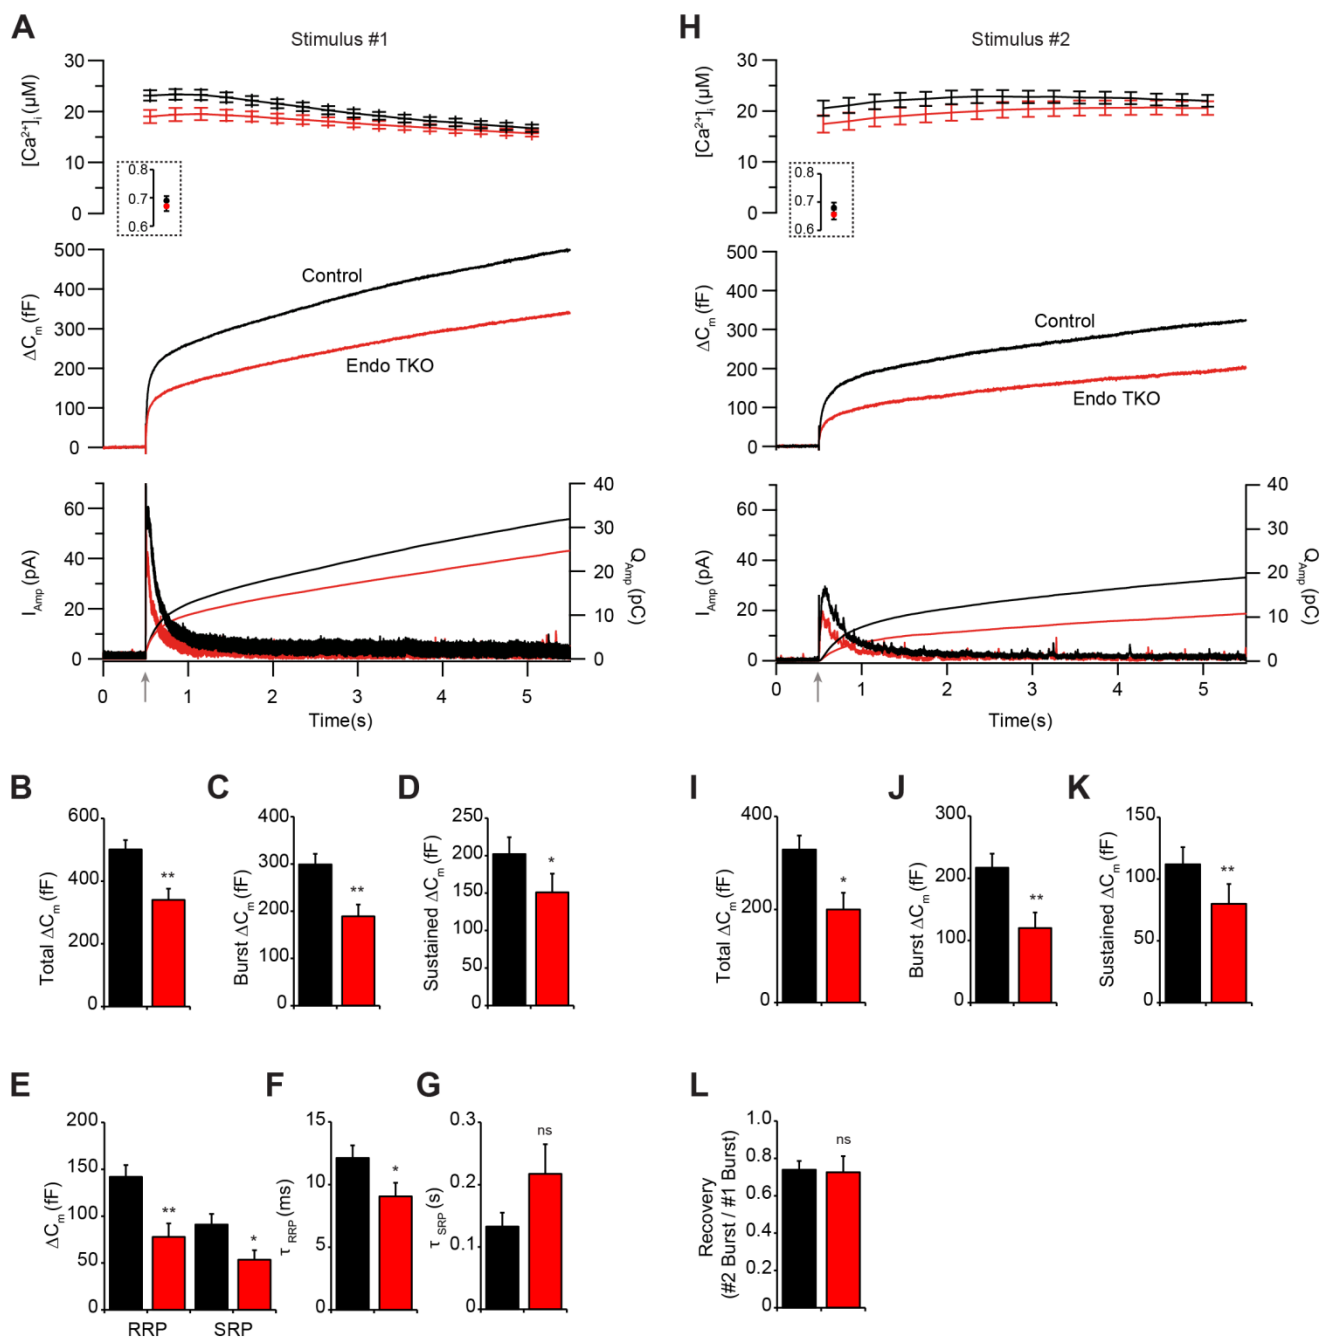 A
Stimulus #1
[Ca²⁺]ᵢ (μM)
30
20
10
0
0.8
0.7
0.6
ΔCₘ (fF)
500
400
300
200
100
0
Control
Endo TKO
I_Amp (pA)
60
40
20
0
Q_Amp (pC)
40
30
20
10
0
0 1 2 3 4 5
Time(s)
H
Stimulus #2
[Ca²⁺]ᵢ (μM)
30
20
10
0
0.8
0.7
0.6
ΔCₘ (fF)
500
400
300
200
100
0
Control
Endo TKO
I_Amp (pA)
60
40
20
0
Q_Amp (pC)
40
30
20
10
0
0 1 2 3 4 5
Time(s)
B
Total ΔCₘ (fF)
600
400
200
0
**
C
Burst ΔCₘ (fF)
400
300
200
100
0
**
D
Sustained ΔCₘ (fF)
250
200
150
100
50
0
*
I
Total ΔCₘ (fF)
400
200
0
*
J
Burst ΔCₘ (fF)
300
200
100
0
**
K
Sustained ΔCₘ (fF)
150
100
50
0
**
E
ΔCₘ (fF)
200
150
100
50
0
**
*
RRP SRP
F
τ RRP (ms)
15
10
5
0
*
G
τ SRP (s)
0.3
0.2
0.1
0
ns
L
Recovery
(#2 Burst / #1 Burst)
1.0
0.8
0.6
0.4
0.2
0
ns